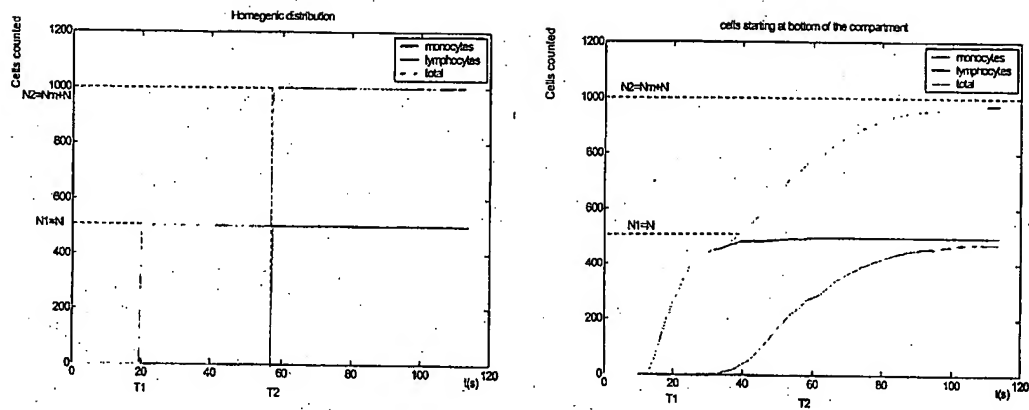 Homegenic distribution
Cells counted
1200
1000
N2=Nm+N
800
600
N1=N
400
200
0
0
20
40
60
80
100
120
T1
T2
t(s)
monocytes
lymphocytes
total
cells starting at bottom of the compartment
Cells counted
1200
N2=Nm+N
1000
800
600
N1=N
400
200
0
20
40
60
80
100
120
T1
T2
t(s)
monocytes
lymphocytes
total